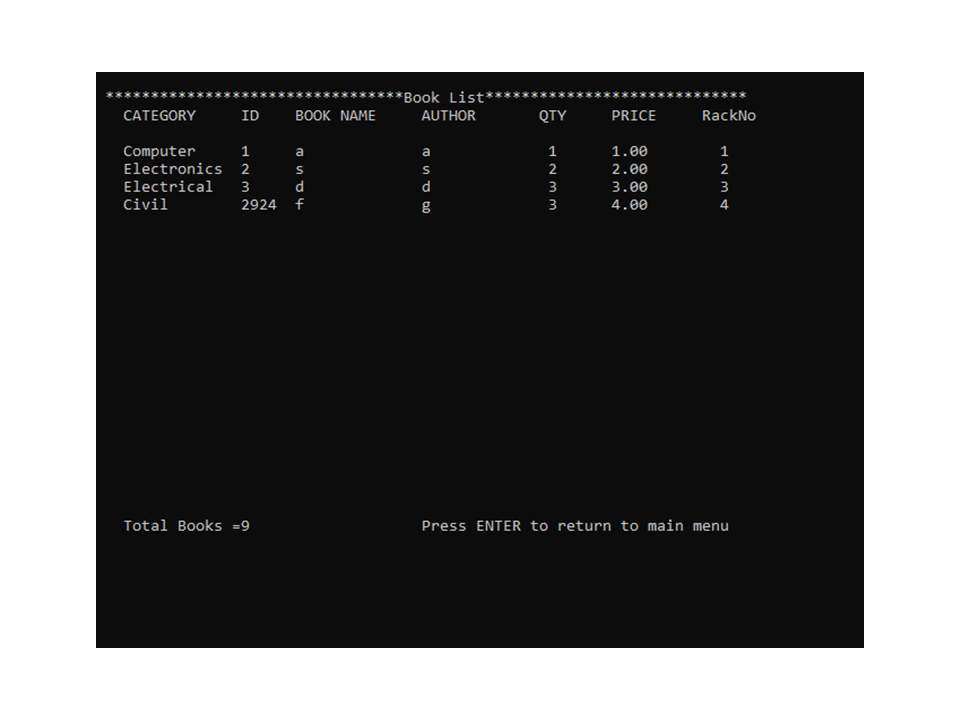 *********************************Book List*****************************
CATEGORY ID BOOK NAME AUTHOR QTY PRICE RackNo
Computer 1 a a 1 1.00 1
Electronics 2 s s 2 2.00 2
Electrical 3 d d 3 3.00 3
Civil 2924 f g 3 4.00 4
Total Books =9 Press ENTER to return to main menu